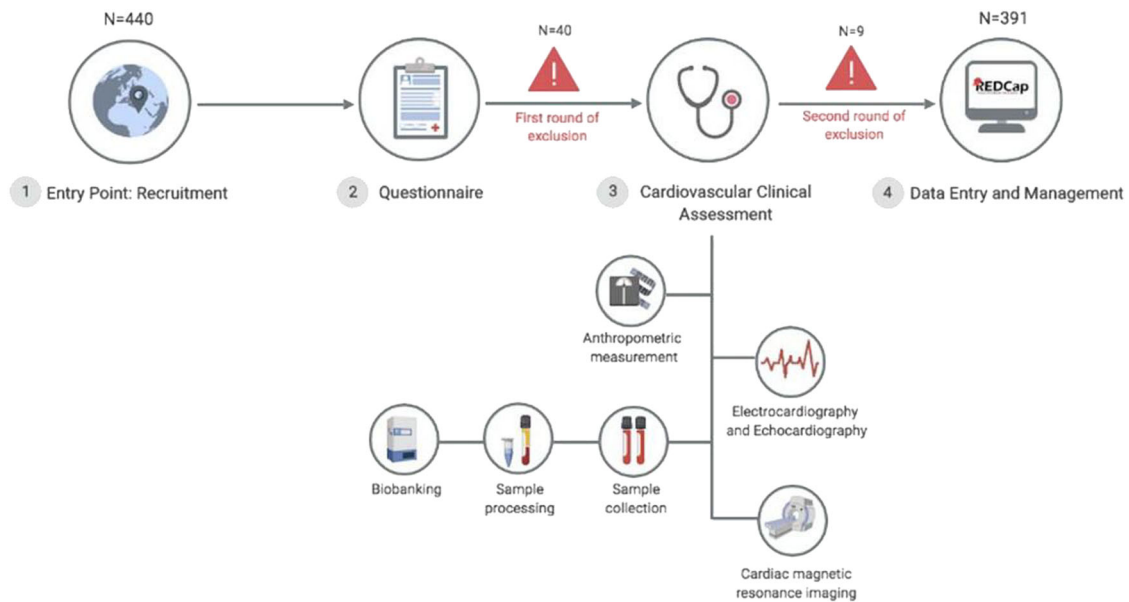 N=440
N=40
N=9
N=391
REDCap
First round of
exclusion
Second round of
exclusion
1 Entry Point: Recruitment
2 Questionnaire
3 Cardiovascular Clinical
Assessment
4 Data Entry and Management
Anthropometric
measurement
Electrocardiography
and Echocardiography
Biobanking
Sample
processing
Sample
collection
Cardiac magnetic
resonance imaging